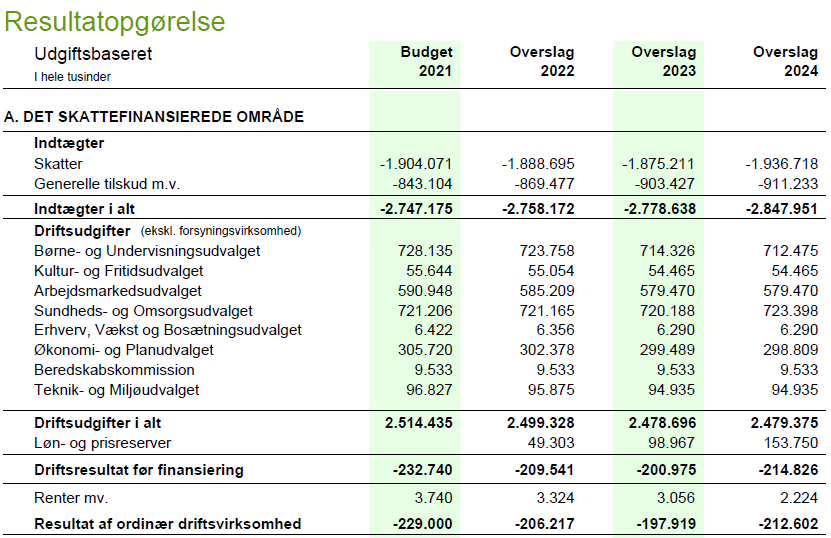 Resultatopgørelse
Udgiftsbaseret Budget Overslag Overslag Overslag
I hele tusinder 2021 2022 2023 2024
A. DET SKATTEFINANSIEREDE OMRÅDE
Indtægter
Skatter -1.904.071 -1.888.695 -1.875.211 -1.936.718
Generelle tilskud m.v. -843.104 -869.477 -903.427 -911.233
Indtægter i alt -2.747.175 -2.758.172 -2.778.638 -2.847.951
Driftsudgifter (ekskl. forsyningsvirksomhed)
Børne- og Undervisningsudvalget 728.135 723.758 714.326 712.475
Kultur- og Fritidsudvalget 55.644 55.054 54.465 54.465
Arbejdsmarkedsudvalget 590.948 585.209 579.470 579.470
Sundheds- og Omsorgsudvalget 721.206 721.165 720.188 723.398
Erhverv, Vækst og Bosætningsudvalget 6.422 6.356 6.290 6.290
Økonomi- og Planudvalget 305.720 302.378 299.489 298.809
Beredskabskommission 9.533 9.533 9.533 9.533
Teknik- og Miljøudvalget 96.827 95.875 94.935 94.935
Driftsudgifter i alt 2.514.435 2.499.328 2.478.696 2.479.375
Løn- og prisreserver 49.303 98.967 153.750
Driftsresultat før finansiering -232.740 -209.541 -200.975 -214.826
Renter mv. 3.740 3.324 3.056 2.224
Resultat af ordinær driftsvirksomhed -229.000 -206.217 -197.919 -212.602